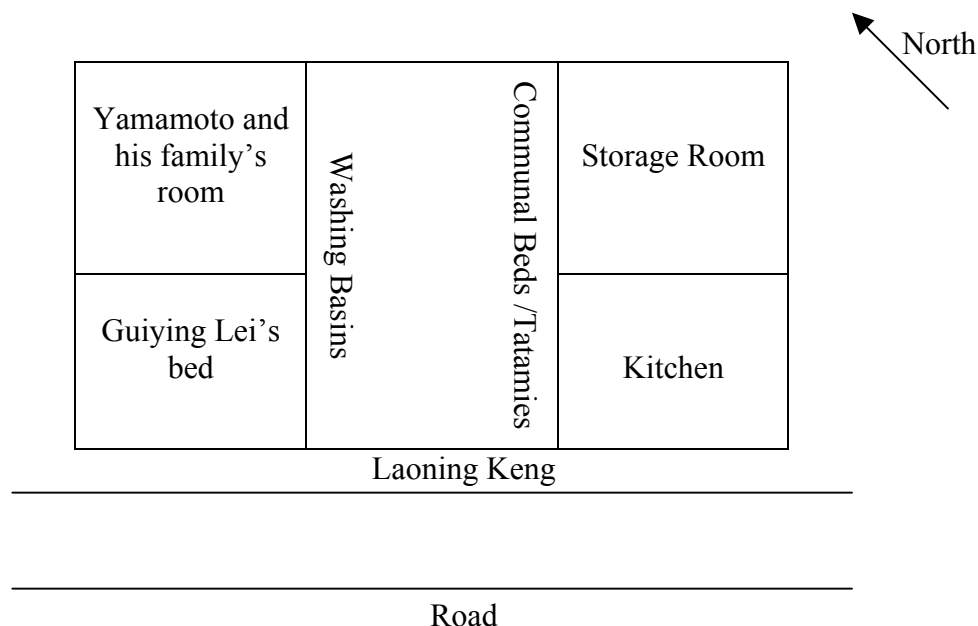 North
Yamamoto and
his family’s
room
Washing Basins
Communal Beds /Tatamies
Storage Room
Guiying Lei’s
bed
Kitchen
Laoning Keng
Road